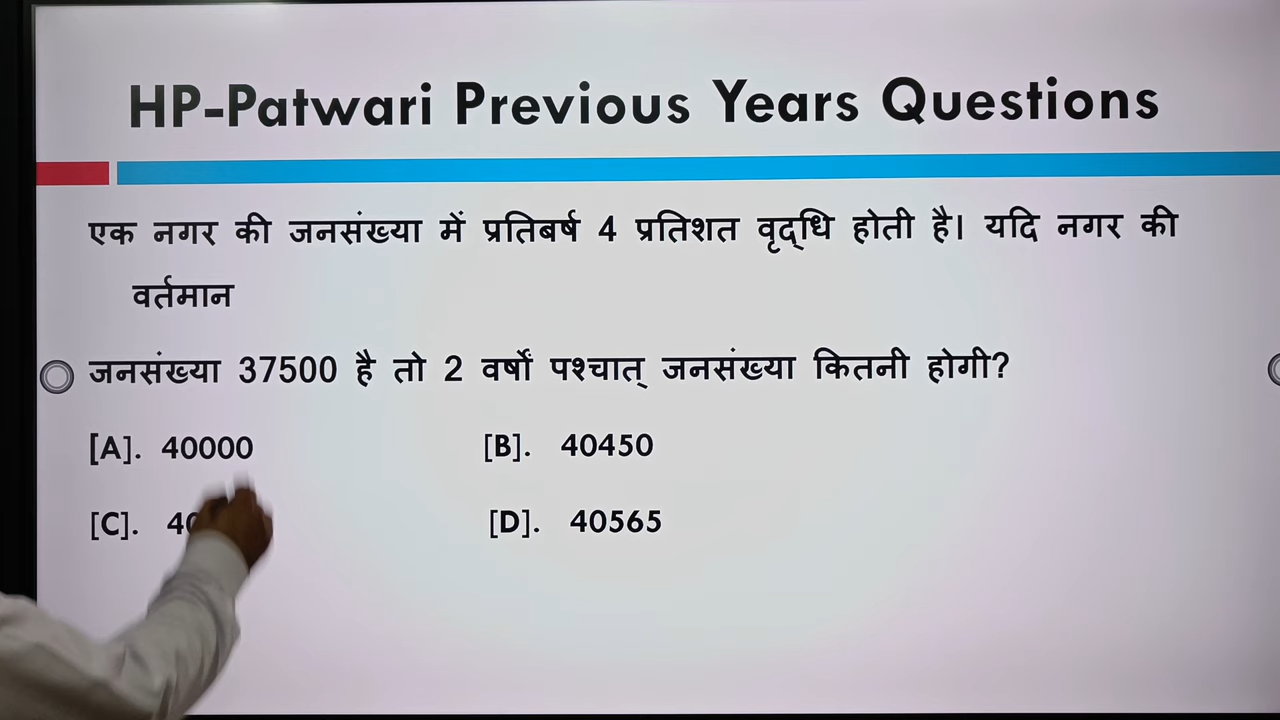 HP-Patwari Previous Years Questions
एक नगर की जनसंख्या में प्रतिबर्ष 4 प्रतिशत वृद्धि होती है। यदि नगर की
वर्तमान
जनसंख्या 37500 है तो 2 वर्षो पश्चात् जनसंख्या कितनी होगी?
[A]. 40000 [B]. 40450
[C]. [D]. 40565